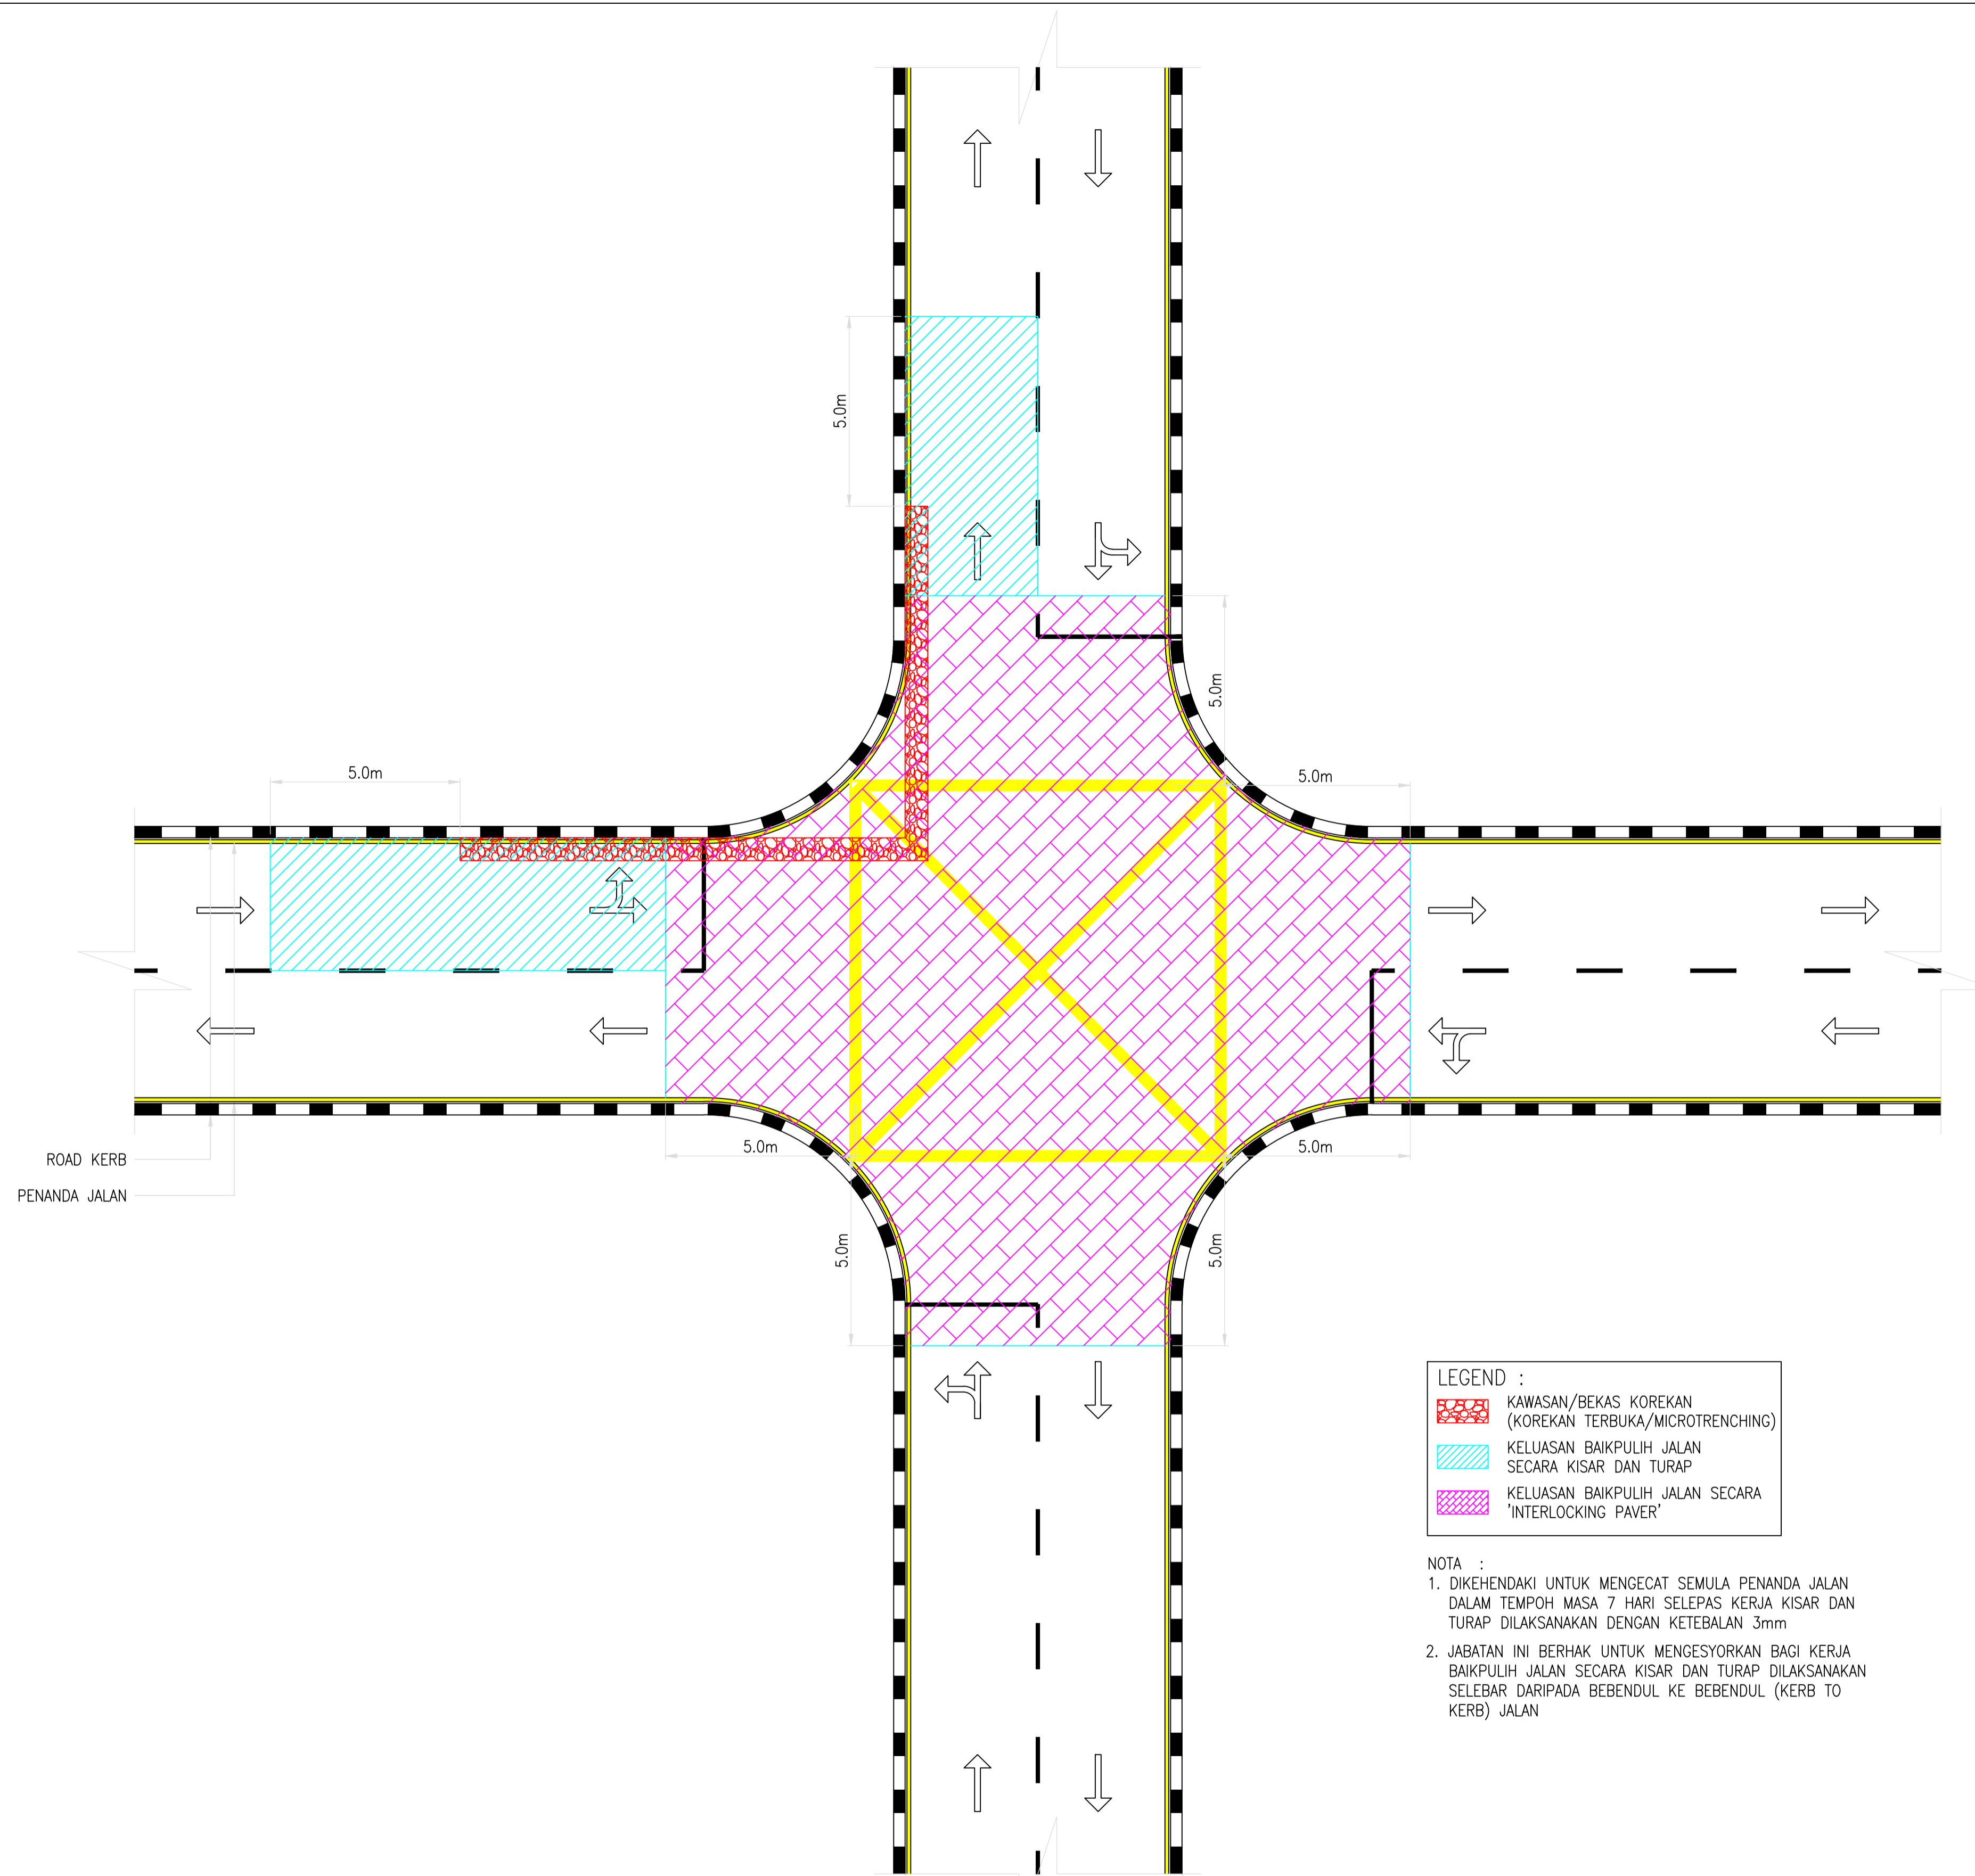 5.0m
5.0m
5.0m
5.0m
5.0m
5.0m
5.0m
5.0m
ROAD KERB
PENANDA JALAN
LEGEND :
KAWASAN/BEKAS KOREKAN
(KOREKAN TERBUKA/MICROTRENCHING)
KELUASAN BAIKPULIH JALAN
SECARA KISAR DAN TURAP
KELUASAN BAIKPULIH JALAN SECARA
'INTERLOCKING PAVER'
NOTA :
1. DIKEHENDAKI UNTUK MENGECAT SEMULA PENANDA JALAN
DALAM TEMPOH MASA 7 HARI SELEPAS KERJA KISAR DAN
TURAP DILAKSANAKAN DENGAN KETEBALAN 3mm
2. JABATAN INI BERHAK UNTUK MENGESYORKAN BAGI KERJA
BAIKPULIH JALAN SECARA KISAR DAN TURAP DILAKSANAKAN
SELEBAR DARIPADA BEBENDUL KE BEBENDUL (KERB TO
KERB) JALAN